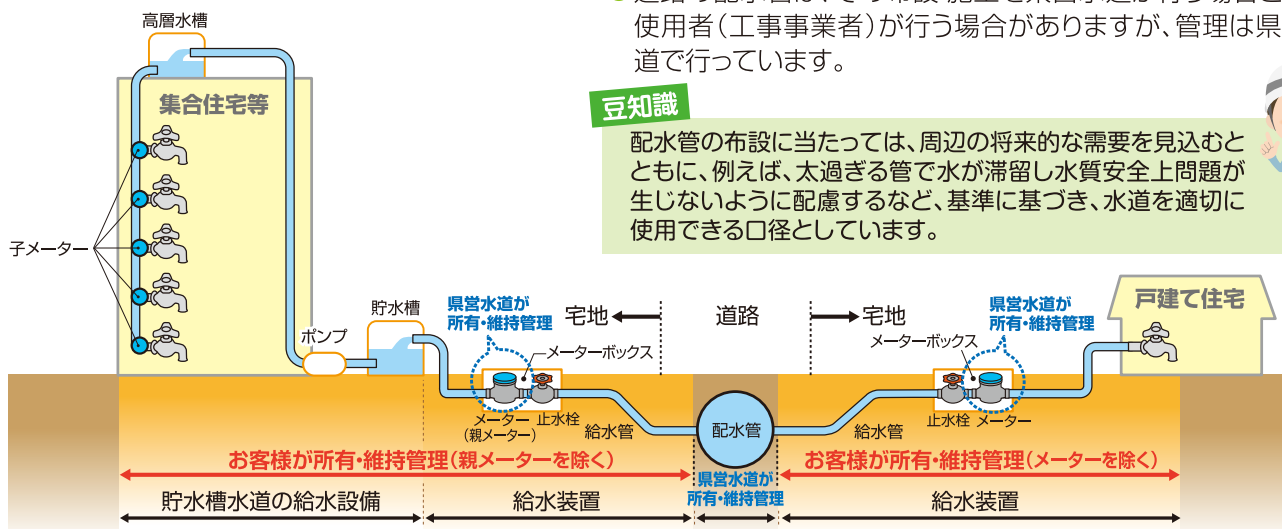 使用者(工事事業者)が行う場合がありますが、管理は県
道で行っています。
豆知識
配水管の布設に当たっては、周辺の将来的な需要を見込むと
ともに、例えば、太過ぎる管で水が滞留し水質安全上問題が
生じないように配慮するなど、基準に基づき、水道を適切に
使用できる口径としています。
高層水槽
集合住宅等
子メーター
ポンプ
貯水槽
県営水道が
所有・維持管理
宅地
道路
宅地
県営水道が
所有・維持管理
戸建て住宅
メーターボックス
メーターボックス
メーター
(親メーター)
止水栓
給水管
配水管
給水管
止水栓
メーター
お客様が所有・維持管理(親メーターを除く)
県営水道が
所有・維持管理
お客様が所有・維持管理(メーターを除く)
貯水槽水道の給水設備
給水装置
給水装置